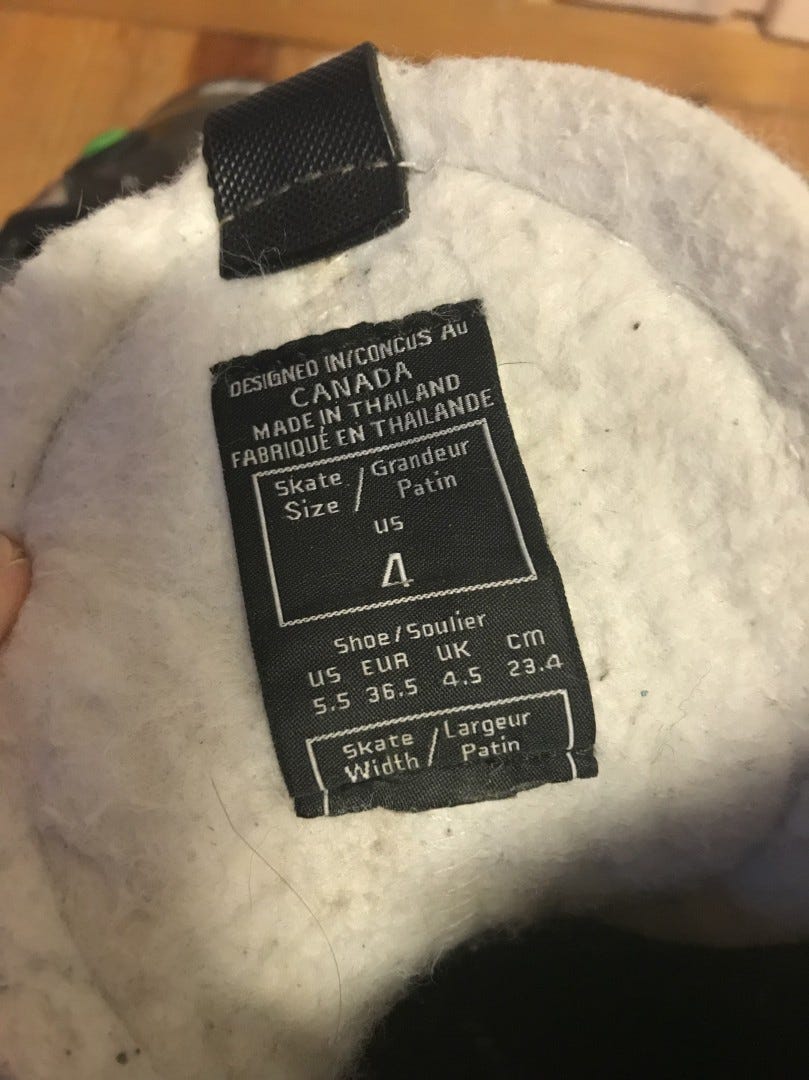 DESIGNED IN/CONCUS AU
CANADA
MADE IN THAILAND
FABRIQUÉ EN THAILANDE
Skate Size / Grandeur Patin
US
4
Shoe/Soulier
US EUR UK CM
5.5 36.5 4.5 23.4
Skate Width / Largeur Patin